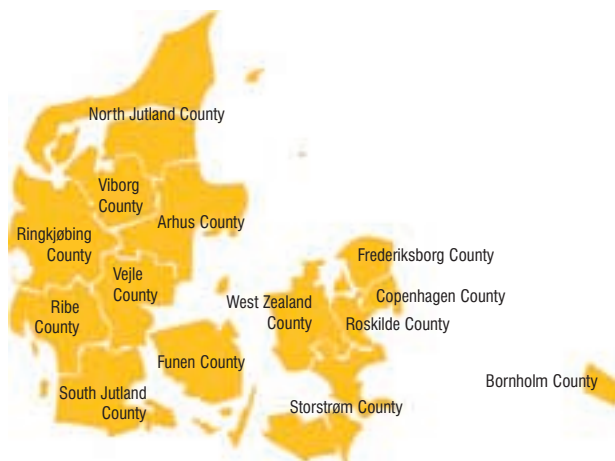 North Jutland County
Viborg
County
Arhus County
Ringkjøbing
County
Frederiksborg County
Vejle
County
Copenhagen County
West Zealand
County
Ribe
County
Roskilde County
Funen County
Bornholm County
South Jutland
County
Storstrøm County